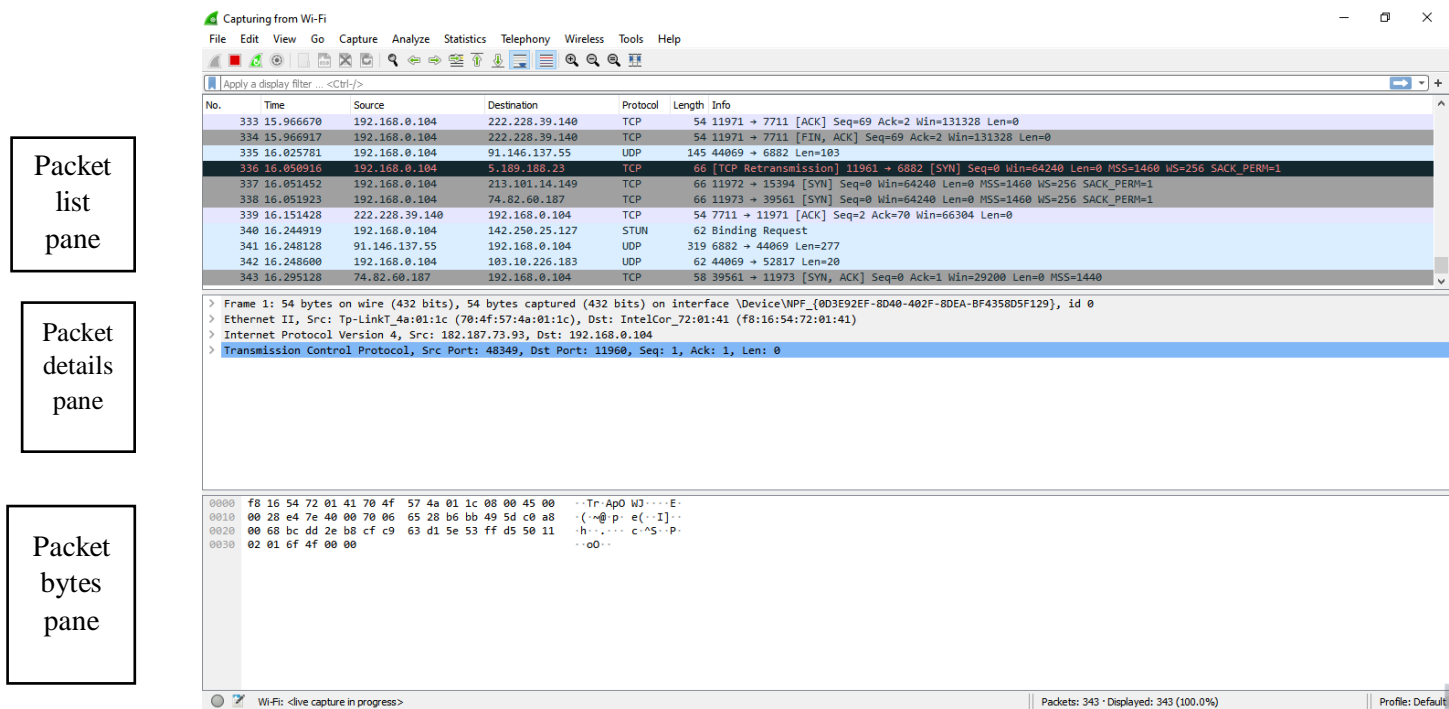 Capturing from Wi-Fi
File Edit View Go Capture Analyze Statistics Telephony Wireless Tools Help
Apply a display filter ... <Ctrl-/>
No. Time Source Destination Protocol Length Info
333 15.966670 192.168.0.104 222.228.39.140 TCP 54 11971 → 7711 [ACK] Seq=69 Ack=2 Win=131328 Len=0
334 15.966917 192.168.0.104 222.228.39.140 TCP 54 11971 → 7711 [FIN, ACK] Seq=69 Ack=2 Win=131328 Len=0
335 16.025781 192.168.0.104 91.146.137.55 UDP 145 44069 → 6882 Len=103
336 16.050916 192.168.0.104 5.189.188.23 TCP 66 [TCP Retransmission] 11961 → 6882 [SYN] Seq=0 Win=64240 Len=0 MSS=1460 WS=256 SACK_PERM=1
337 16.051452 192.168.0.104 213.101.14.149 TCP 66 11972 → 15394 [SYN] Seq=0 Win=64240 Len=0 MSS=1460 WS=256 SACK_PERM=1
338 16.051923 192.168.0.104 74.82.60.187 TCP 66 11973 → 39561 [SYN] Seq=0 Win=64240 Len=0 MSS=1460 WS=256 SACK_PERM=1
339 16.151428 222.228.39.140 192.168.0.104 TCP 54 7711 → 11971 [ACK] Seq=2 Ack=70 Win=66304 Len=0
340 16.244919 192.168.0.104 142.250.25.127 STUN 62 Binding Request
341 16.248128 91.146.137.55 192.168.0.104 UDP 319 6882 → 44069 Len=277
342 16.248600 192.168.0.104 103.10.226.183 UDP 62 44069 → 52817 Len=20
343 16.295128 74.82.60.187 192.168.0.104 TCP 58 39561 → 11973 [SYN, ACK] Seq=0 Ack=1 Win=29200 Len=0 MSS=1440
Packet
list
pane
> Frame 1: 54 bytes on wire (432 bits), 54 bytes captured (432 bits) on interface \Device\NPF_{0D3E92EF-8D40-402F-8DEA-BF4358D5F129}, id 0
> Ethernet II, Src: Tp-LinkT_4a:01:1c (70:4f:57:4a:01:1c), Dst: IntelCor_72:01:41 (f8:16:54:72:01:41)
> Internet Protocol Version 4, Src: 182.187.73.93, Dst: 192.168.0.104
> Transmission Control Protocol, Src Port: 48349, Dst Port: 11960, Seq: 1, Ack: 1, Len: 0
Packet
details
pane
0000 f8 16 54 72 01 41 70 4f 57 4a 01 1c 08 00 45 00 ··Tr·ApO WJ····E·
0010 00 28 e4 7e 40 00 70 06 65 28 b6 bb 49 5d c0 a8 ·(·~@·p· e(··I]··
0020 00 68 bc dd 2e b8 cf c9 63 d1 5e 53 ff d5 50 11 ·h··.··· c·^S··P·
0030 02 01 6f 4f 00 00 ··oO··
Packet
bytes
pane
Wi-Fi: <live capture in progress>
Packets: 343 · Displayed: 343 (100.0%)
Profile: Default